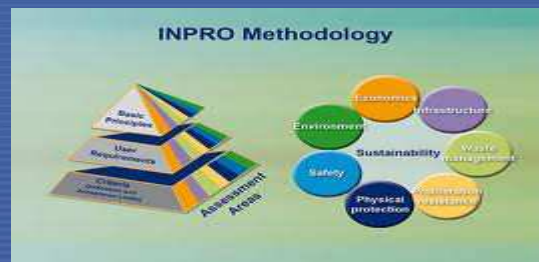 INPRO Methodology
Basic
Principles
User
Requirements
Criteria
Assessment
Areas
Economics
Infrastructure
Environment
Sustainability
Waste
management
Safety
Proliferation
resistance
Physical
protection